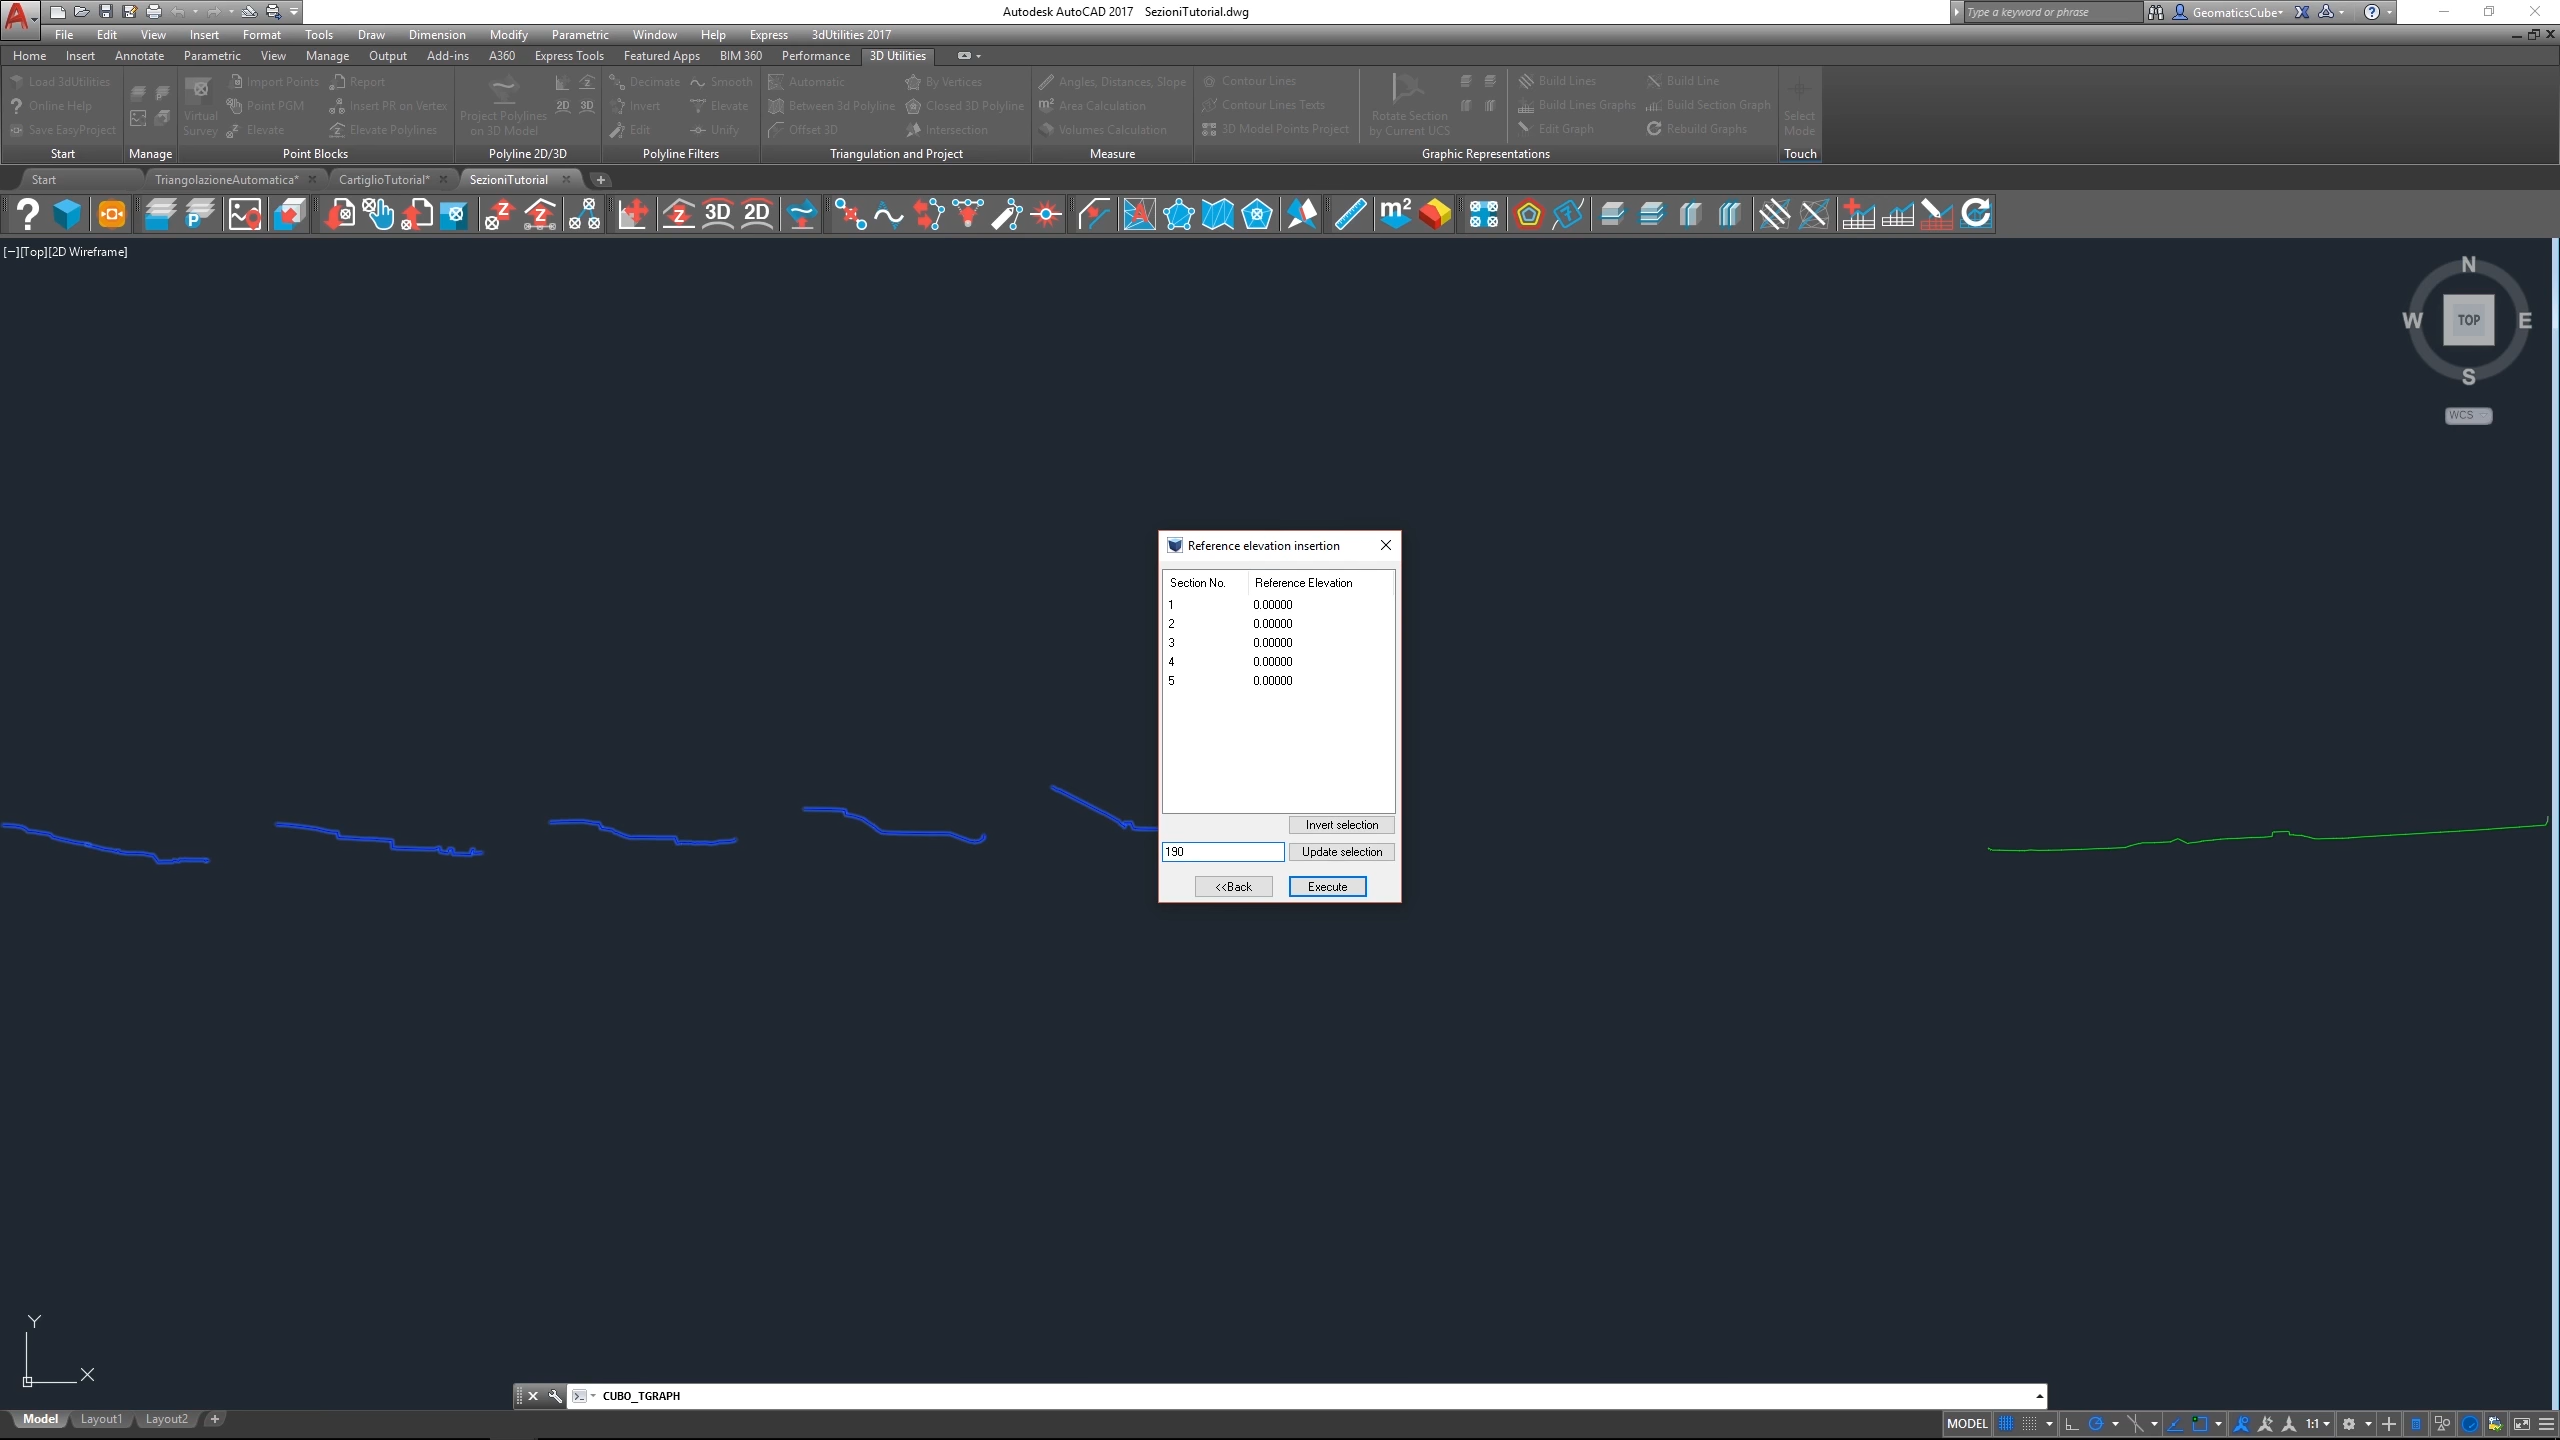 Autodesk AutoCAD 2017 SezioniTutorial.dwg
Type a keyword or phrase
GeomaticsCube
File Edit View Insert Format Tools Draw Dimension Modify Parametric Window Help Express 3dUtilities 2017
Home Insert Annotate Parametric View Manage Output Add-ins A360 Express Tools Featured Apps BIM 360 Performance 3D Utilities
Load 3dUtilities Import Points Report Decimate Smooth Automatic By Vertices Angles, Distances, Slope Contour Lines Build Lines Build Line
Online Help Point PGM Insert PR on Vertex 2D 3D Invert Elevate Between 3d Polyline Closed 3D Polyline m² Area Calculation Contour Lines Texts Build Lines Graphs Build Section Graph
Virtual Survey Project Polylines on 3D Model Rotate Section by Current UCS Select Mode
Save EasyProject Elevate Elevate Polylines Edit Unify Offset 3D Intersection Volumes Calculation 3D Model Points Project Edit Graph Rebuild Graphs
Start Manage Point Blocks Polyline 2D/3D Polyline Filters Triangulation and Project Measure Graphic Representations Touch
Start TriangolazioneAutomatica* CartiglioTutorial* SezioniTutorial
? P Z Z Z 3D 2D A m² 7
[−][Top][2D Wireframe]
N
W TOP E
S
WCS
Reference elevation insertion
Section No. Reference Elevation
1 0.00000
2 0.00000
3 0.00000
4 0.00000
5 0.00000
Invert selection
190 Update selection
<<Back Execute
Y
X
CUBO_TGRAPH
Model Layout1 Layout2 +
MODEL 1:1